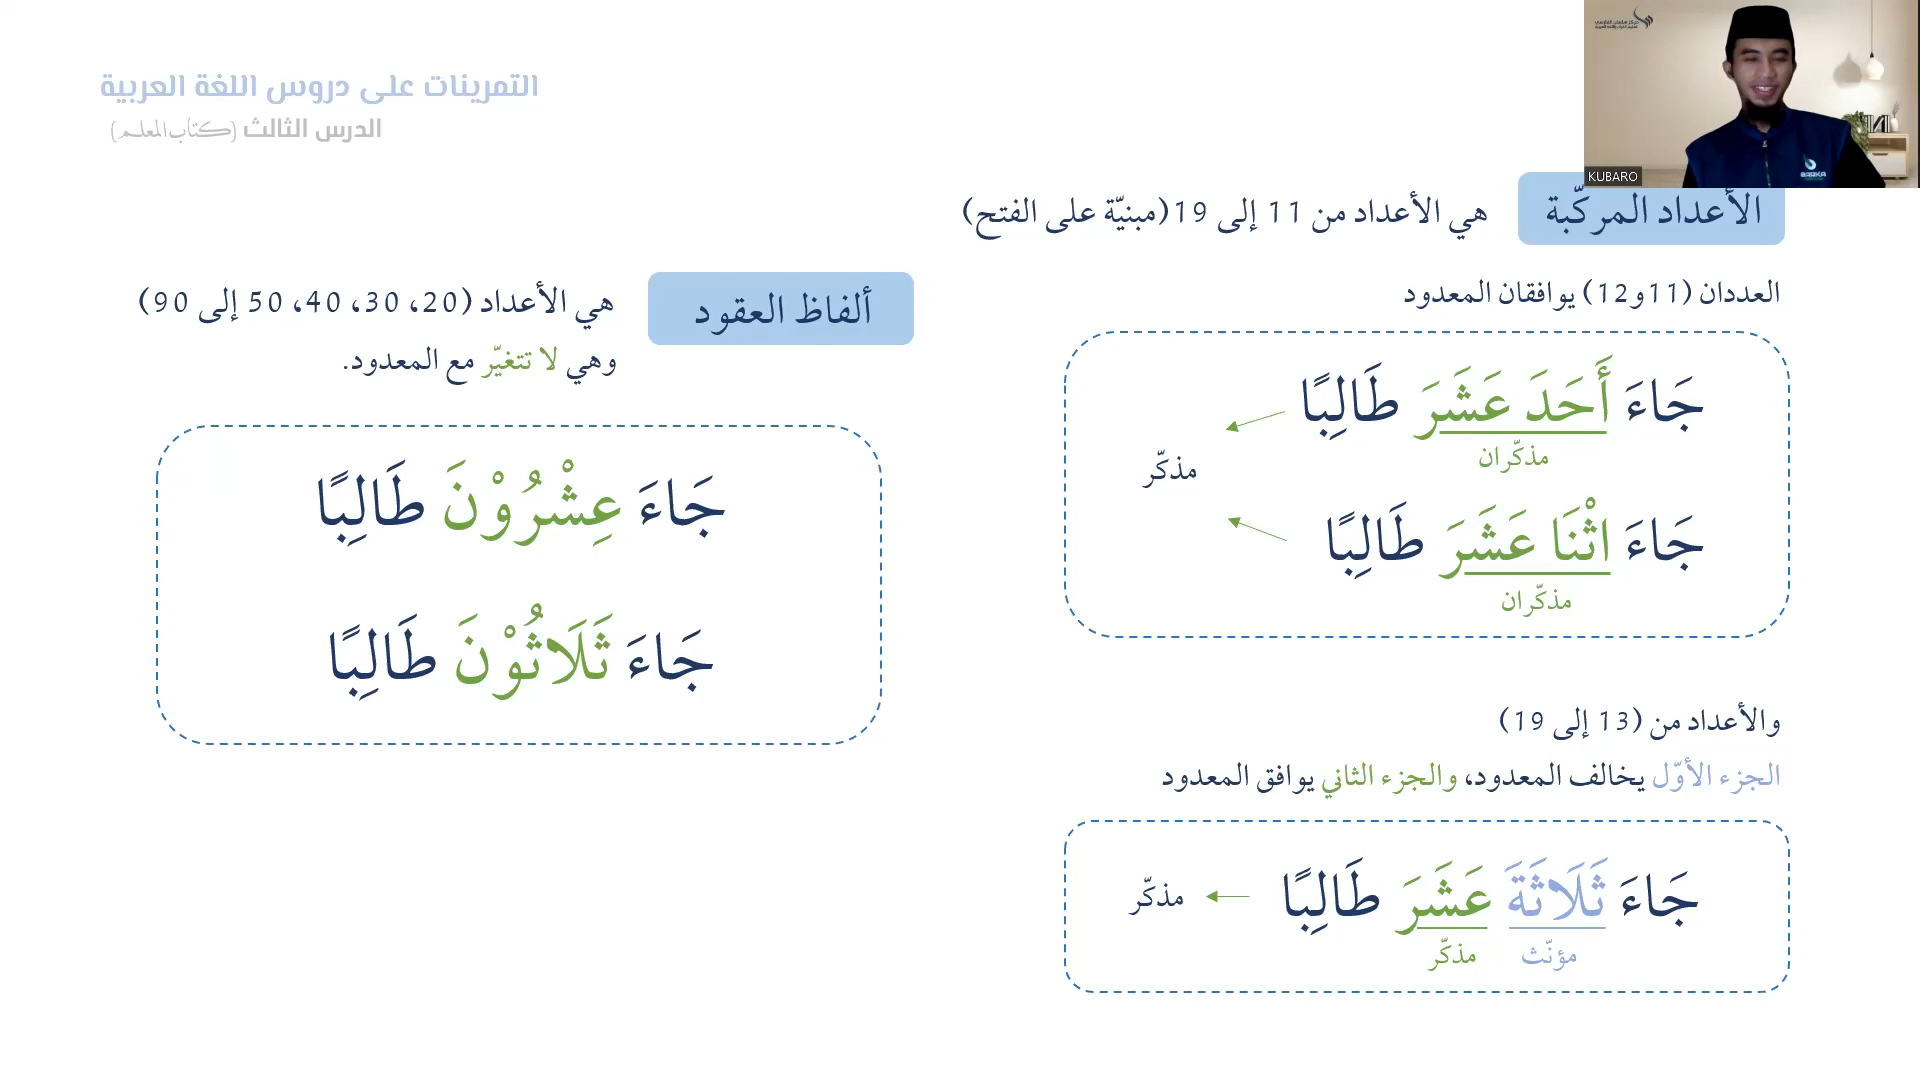 التمرينات على دروس اللغة العربية
الدرس الثالث (كتاب المعلم)
KUBARO
BARKA
الأعداد المركّبة
هي الأعداد من 11 إلى 19 (مبنيّة على الفتح)
العددان (11و12) يوافقان المعدود
جَاءَ أَحَدَ عَشَرَ طَالِبًا
مذكّران
مذكّر
جَاءَ اثْنَا عَشَرَ طَالِبًا
مذكّران
والأعداد من (13 إلى 19)
الجزء الأوّل يخالف المعدود، والجزء الثاني يوافق المعدود
جَاءَ ثَلَاثَةَ عَشَرَ طَالِبًا
مذكّر
مؤنّث
مذكّر
ألفاظ العقود
هي الأعداد (20، 30، 40، 50 إلى 90)
وهي لا تتغيّر مع المعدود.
جَاءَ عِشْرُوْنَ طَالِبًا
جَاءَ ثَلَاثُوْنَ طَالِبًا